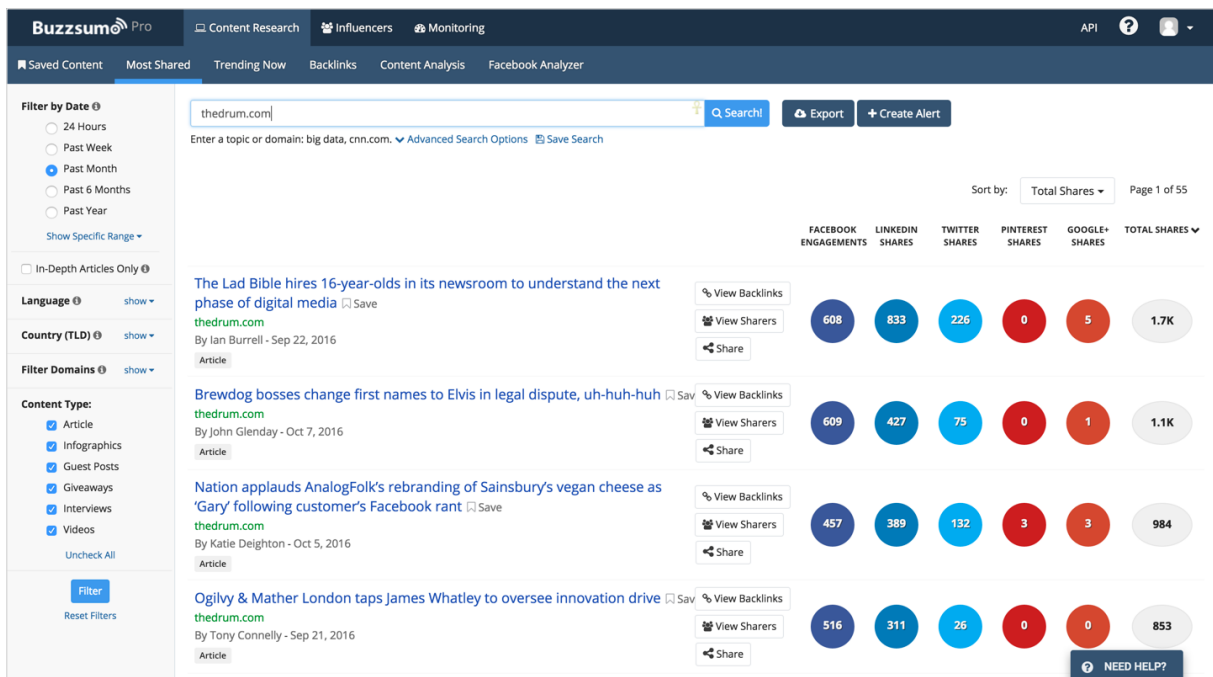 Buzzsumo Pro
Content Research
Influencers
Monitoring
API
?
Saved Content
Most Shared
Trending Now
Backlinks
Content Analysis
Facebook Analyzer
Filter by Date
24 Hours
Past Week
Past Month
Past 6 Months
Past Year
Show Specific Range
In-Depth Articles Only
Language show
Country (TLD) show
Filter Domains show
Content Type:
Article
Infographics
Guest Posts
Giveaways
Interviews
Videos
Uncheck All
Filter
Reset Filters
thedrum.com
Search!
Export
+ Create Alert
Enter a topic or domain: big data, cnn.com. Advanced Search Options Save Search
Sort by: Total Shares Page 1 of 55
FACEBOOK ENGAGEMENTS
LINKEDIN SHARES
TWITTER SHARES
PINTEREST SHARES
GOOGLE+ SHARES
TOTAL SHARES
The Lad Bible hires 16-year-olds in its newsroom to understand the next
phase of digital media Save
thedrum.com
By Ian Burrell - Sep 22, 2016
Article
View Backlinks
View Sharers
Share
608 833 226 0 5 1.7K
Brewdog bosses change first names to Elvis in legal dispute, uh-huh-huh Sav
thedrum.com
By John Glenday - Oct 7, 2016
Article
View Backlinks
View Sharers
Share
609 427 75 0 1 1.1K
Nation applauds AnalogFolk's rebranding of Sainsbury's vegan cheese as
'Gary' following customer's Facebook rant Save
thedrum.com
By Katie Deighton - Oct 5, 2016
Article
View Backlinks
View Sharers
Share
457 389 132 3 3 984
Ogilvy & Mather London taps James Whatley to oversee innovation drive Sav
thedrum.com
By Tony Connelly - Sep 21, 2016
Article
View Backlinks
View Sharers
Share
516 311 26 0 0 853
? NEED HELP?